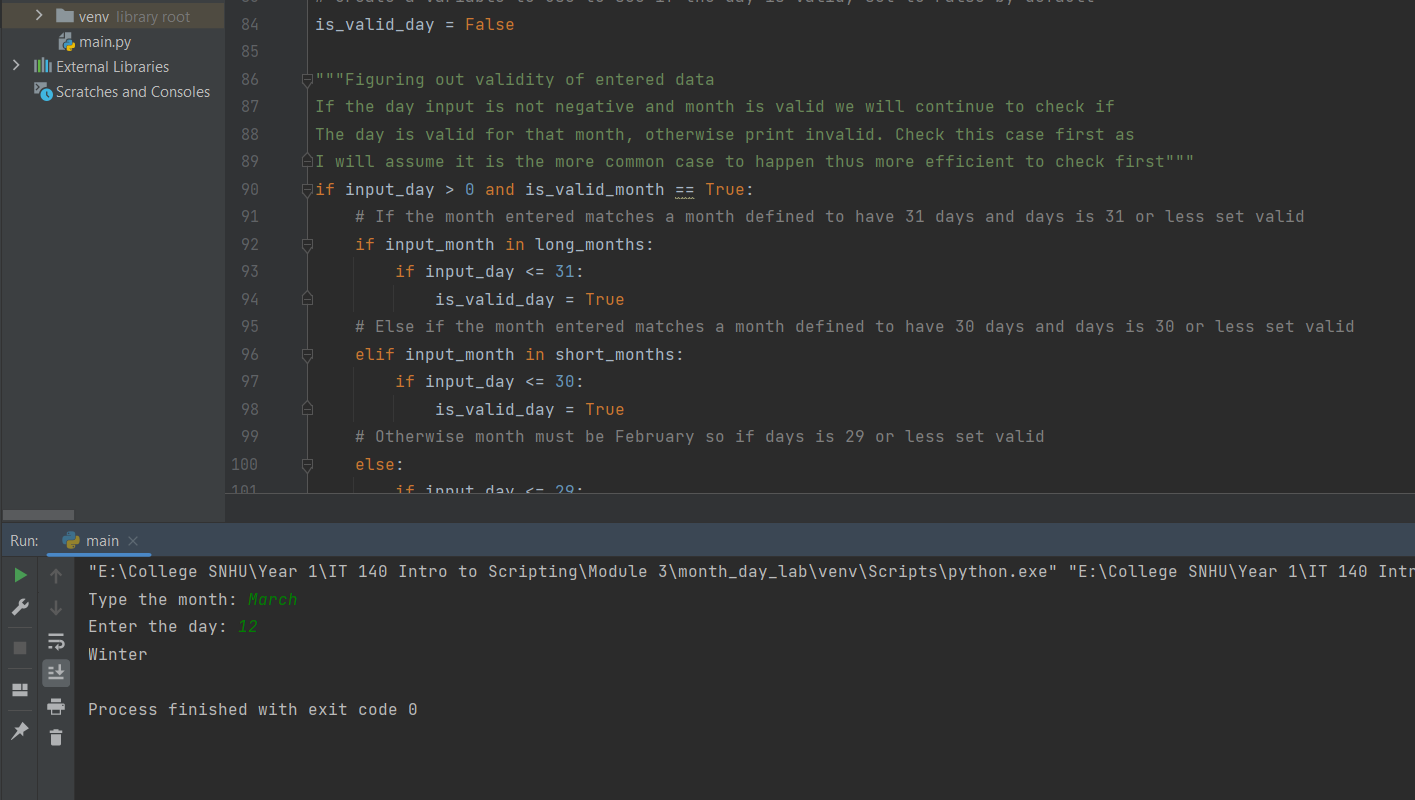 venv library root
main.py
External Libraries
Scratches and Consoles
84 is_valid_day = False
85
86 """Figuring out validity of entered data
87 If the day input is not negative and month is valid we will continue to check if
88 The day is valid for that month, otherwise print invalid. Check this case first as
89 I will assume it is the more common case to happen thus more efficient to check first"""
90 if input_day > 0 and is_valid_month == True:
91 # If the month entered matches a month defined to have 31 days and days is 31 or less set valid
92 if input_month in long_months:
93 if input_day <= 31:
94 is_valid_day = True
95 # Else if the month entered matches a month defined to have 30 days and days is 30 or less set valid
96 elif input_month in short_months:
97 if input_day <= 30:
98 is_valid_day = True
99 # Otherwise month must be February so if days is 29 or less set valid
100 else:
101 if input_day <= 29:
Run: main
"E:\College SNHU\Year 1\IT 140 Intro to Scripting\Module 3\month_day_lab\venv\Scripts\python.exe" "E:\College SNHU\Year 1\IT 140 Intr
Type the month: March
Enter the day: 12
Winter
Process finished with exit code 0